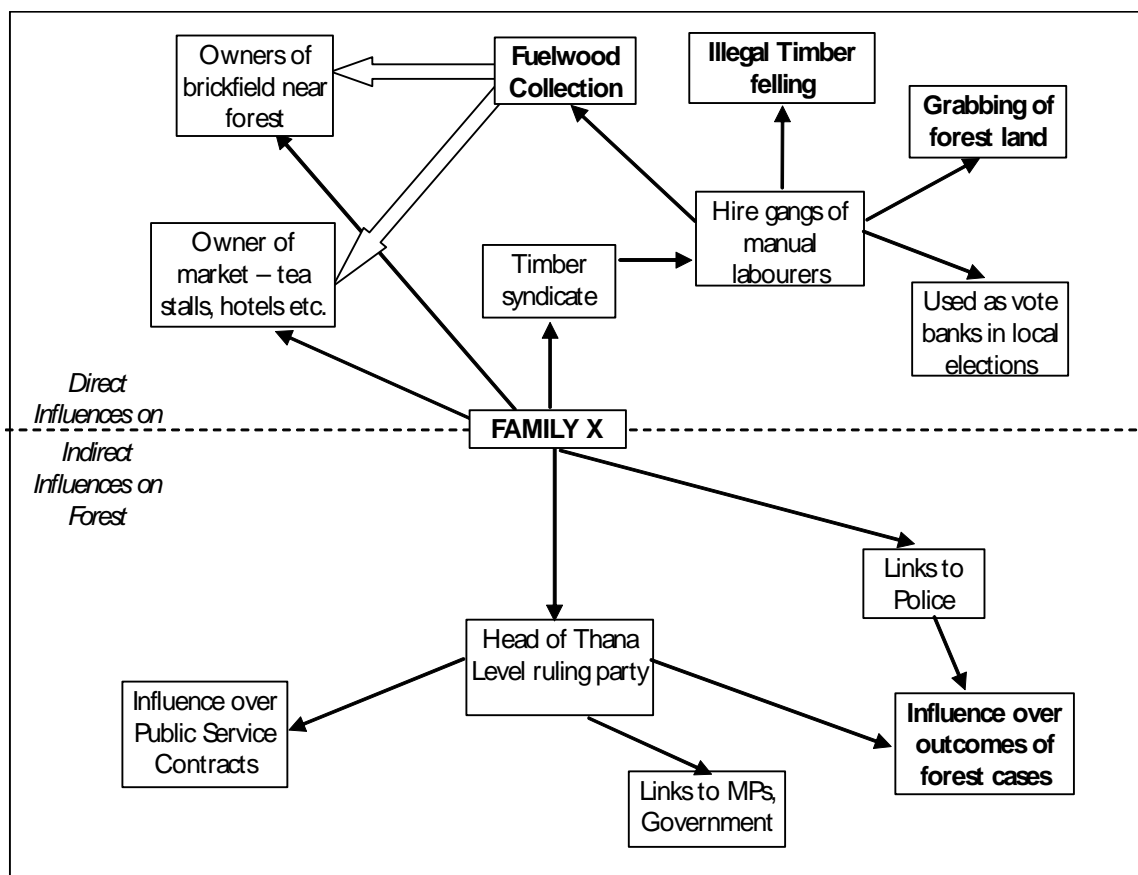 Owners of
brickfield near
forest
Fuelwood
Collection
Illegal Timber
felling
Grabbing of
forest land
Owner of
market – tea
stalls, hotels etc.
Timber
syndicate
Hire gangs of
manual
labourers
Used as vote
banks in local
elections
Direct
Influences on
FAMILY X
Indirect
Influences on
Forest
Links to
Police
Head of Thana
Level ruling party
Influence over
Public Service
Contracts
Links to MPs,
Government
Influence over
outcomes of
forest cases